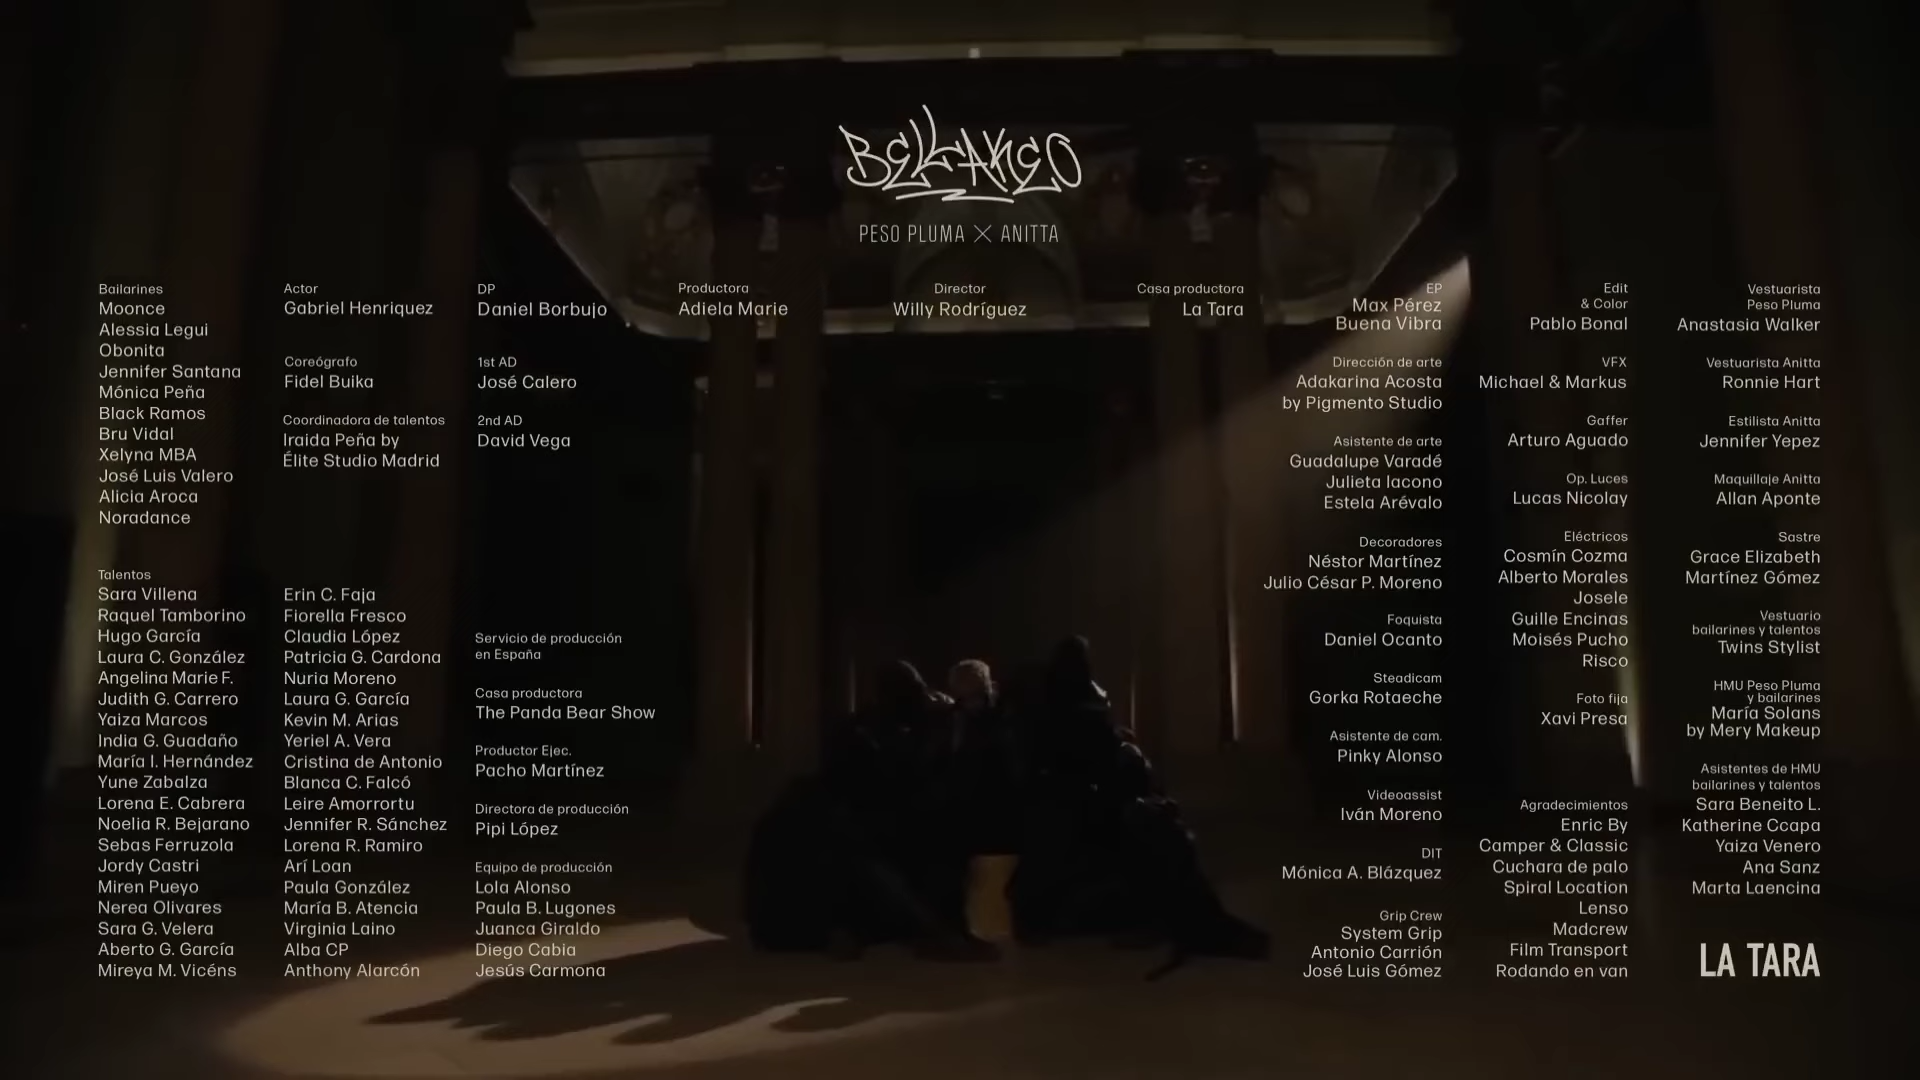 BELLAKEO
PESO PLUMA X ANITTA
Bailarines
Moonce
Alessia Legui
Obonita
Jennifer Santana
Mónica Peña
Black Ramos
Bru Vidal
Xelyna MBA
José Luis Valero
Alicia Aroca
Noradance
Actor
Gabriel Henriquez
Coreógrafo
Fidel Buika
Coordinadora de talentos
Iraida Peña by
Élite Studio Madrid
DP
Daniel Borbujo
1st AD
José Calero
2nd AD
David Vega
Productora
Adiela Marie
Director
Willy Rodríguez
Casa productora
La Tara
Talentos
Sara Villena
Raquel Tamborino
Hugo García
Laura C. González
Angelina Marie F.
Judith G. Carrero
Yaiza Marcos
India G. Guadaño
María I. Hernández
Yune Zabalza
Lorena E. Cabrera
Noelia R. Bejarano
Sebas Ferruzola
Jordy Castri
Miren Pueyo
Nerea Olivares
Sara G. Velera
Aberto G. García
Mireya M. Vicéns
Erin C. Faja
Fiorella Fresco
Claudia López
Patricia G. Cardona
Nuria Moreno
Laura G. García
Kevin M. Arias
Yeriel A. Vera
Cristina de Antonio
Blanca C. Falcó
Leire Amorrortu
Jennifer R. Sánchez
Lorena R. Ramiro
Arí Loan
Paula González
María B. Atencia
Virginia Laino
Alba CP
Anthony Alarcón
Servicio de producción
en España
Casa productora
The Panda Bear Show
Productor Ejec.
Pacho Martínez
Directora de producción
Pipi López
Equipo de producción
Lola Alonso
Paula B. Lugones
Juanca Giraldo
Diego Cabia
Jesús Carmona
EP
Max Pérez
Buena Vibra
Dirección de arte
Adakarina Acosta
by Pigmento Studio
Asistente de arte
Guadalupe Varadé
Julieta Iacono
Estela Arévalo
Decoradores
Néstor Martínez
Julio César P. Moreno
Foquista
Daniel Ocanto
Steadicam
Gorka Rotaeche
Asistente de cam.
Pinky Alonso
Videoassist
Iván Moreno
DIT
Mónica A. Blázquez
Grip Crew
System Grip
Antonio Carrión
José Luis Gómez
Edit
& Color
Pablo Bonal
VFX
Michael & Markus
Gaffer
Arturo Aguado
Op. Luces
Lucas Nicolay
Eléctricos
Cosmín Cozma
Alberto Morales
Josele
Guille Encinas
Moisés Pucho
Risco
Foto fija
Xavi Presa
Agradecimientos
Enric By
Camper & Classic
Cuchara de palo
Spiral Location
Lenso
Madcrew
Film Transport
Rodando en van
Vestuarista
Peso Pluma
Anastasia Walker
Vestuarista Anitta
Ronnie Hart
Estilista Anitta
Jennifer Yepez
Maquillaje Anitta
Allan Aponte
Sastre
Grace Elizabeth
Martínez Gómez
Vestuario
bailarines y talentos
Twins Stylist
HMU Peso Pluma
y bailarines
María Solans
by Mery Makeup
Asistentes de HMU
bailarines y talentos
Sara Beneito L.
Katherine Ccapa
Yaiza Venero
Ana Sanz
Marta Laencina
LA TARA